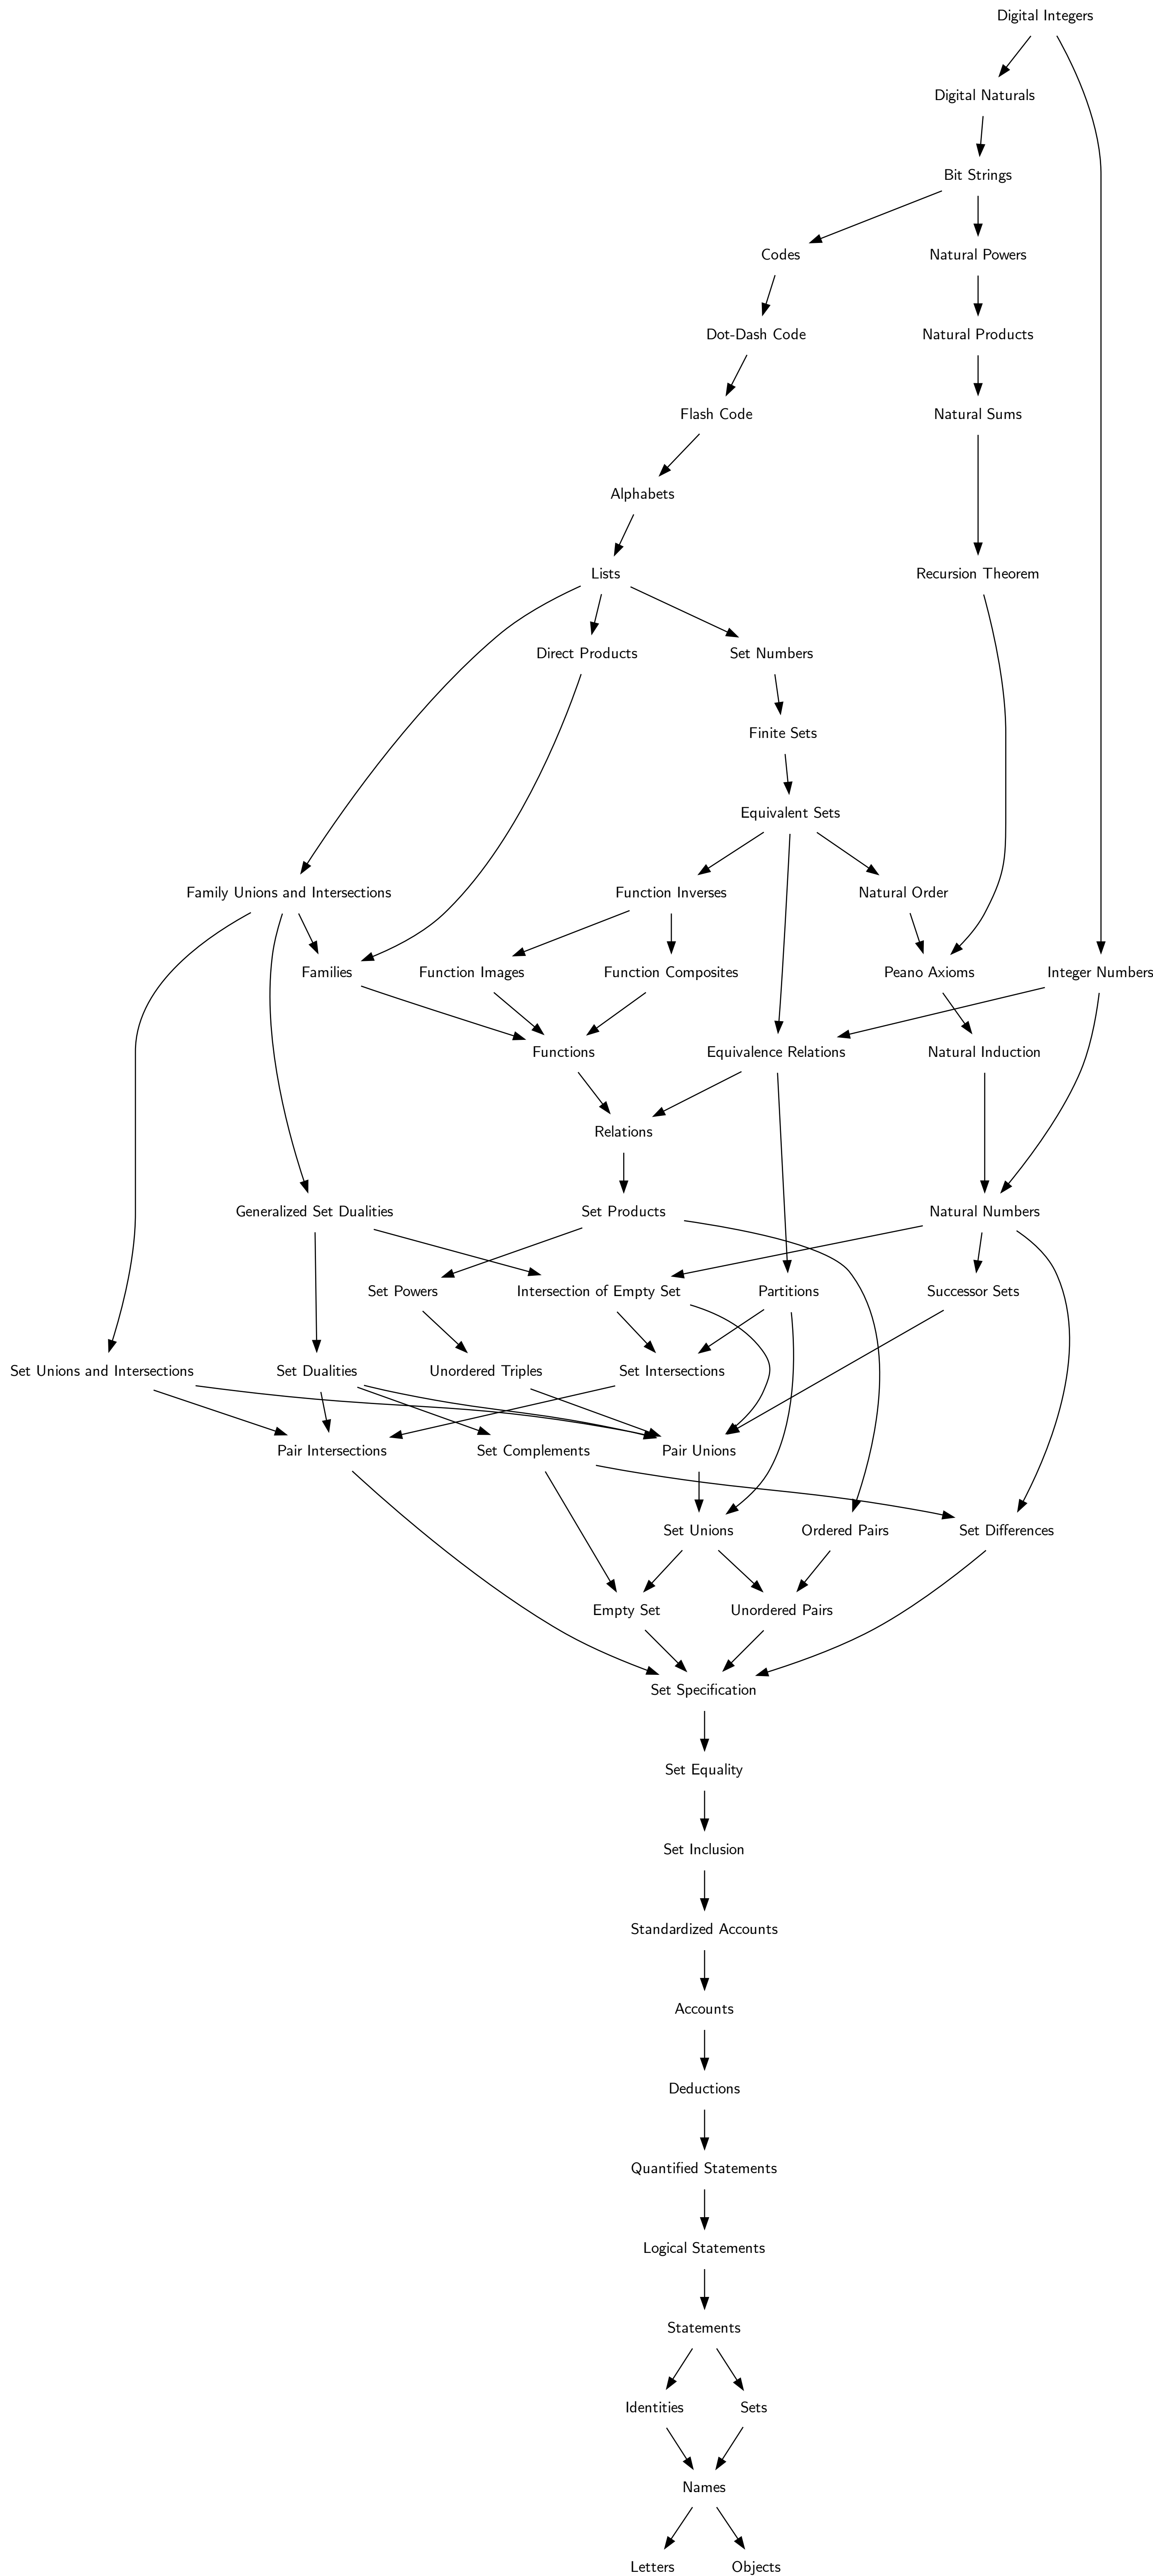 Digital Integers
Digital Naturals
Bit Strings
Codes
Natural Powers
Dot-Dash Code
Natural Products
Flash Code
Natural Sums
Alphabets
Lists
Recursion Theorem
Direct Products
Set Numbers
Finite Sets
Equivalent Sets
Family Unions and Intersections
Function Inverses
Natural Order
Families
Function Images
Function Composites
Peano Axioms
Integer Numbers
Functions
Equivalence Relations
Natural Induction
Relations
Generalized Set Dualities
Set Products
Natural Numbers
Set Powers
Intersection of Empty Set
Partitions
Successor Sets
Set Unions and Intersections
Set Dualities
Unordered Triples
Set Intersections
Pair Intersections
Set Complements
Pair Unions
Set Unions
Ordered Pairs
Set Differences
Empty Set
Unordered Pairs
Set Specification
Set Equality
Set Inclusion
Standardized Accounts
Accounts
Deductions
Quantified Statements
Logical Statements
Statements
Identities
Sets
Names
Letters
Objects